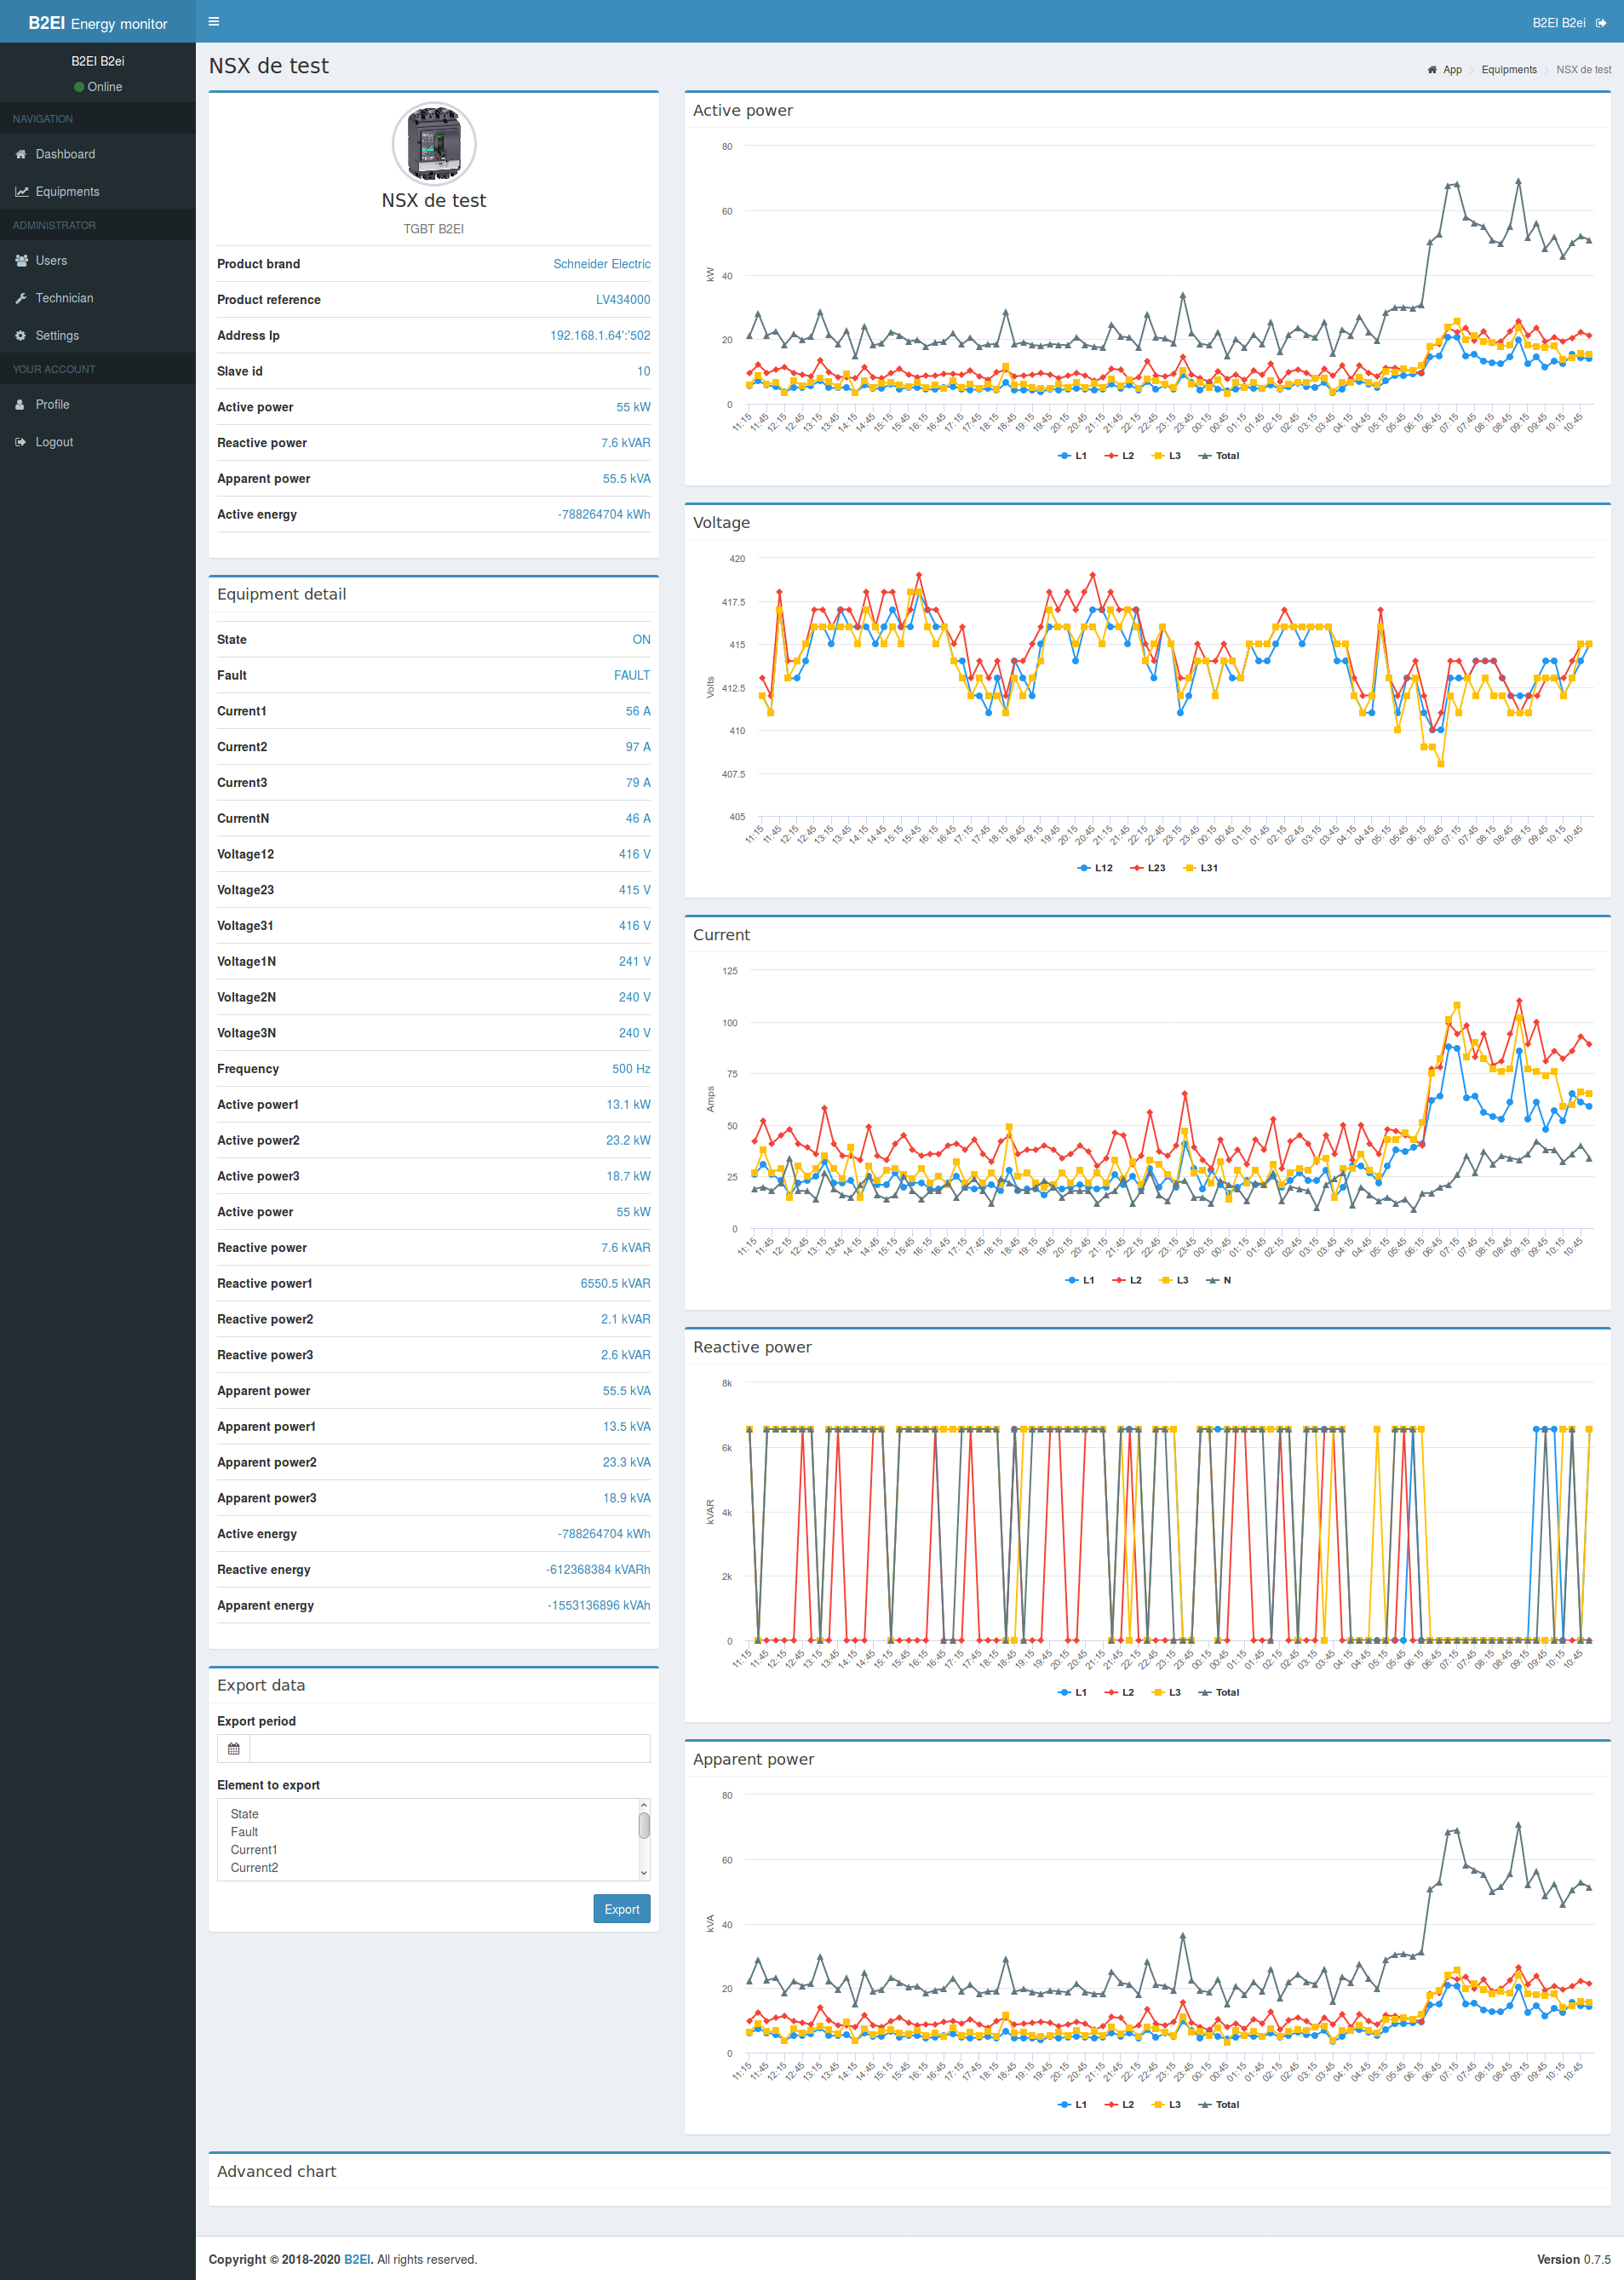 B2EI Energy monitor
B2EI B2ei
B2EI B2ei
Online
NAVIGATION
Dashboard
Equipments
ADMINISTRATOR
Users
Technician
Settings
YOUR ACCOUNT
Profile
Logout
NSX de test
App > Equipments > NSX de test
NSX de test
TGBT B2EI
Product brand Schneider Electric
Product reference LV434000
Address Ip 192.168.1.64':'502
Slave id 10
Active power 55 kW
Reactive power 7.6 kVAR
Apparent power 55.5 kVA
Active energy -788264704 kWh
Equipment detail
State ON
Fault FAULT
Current1 56 A
Current2 97 A
Current3 79 A
CurrentN 46 A
Voltage12 416 V
Voltage23 415 V
Voltage31 416 V
Voltage1N 241 V
Voltage2N 240 V
Voltage3N 240 V
Frequency 500 Hz
Active power1 13.1 kW
Active power2 23.2 kW
Active power3 18.7 kW
Active power 55 kW
Reactive power 7.6 kVAR
Reactive power1 6550.5 kVAR
Reactive power2 2.1 kVAR
Reactive power3 2.6 kVAR
Apparent power 55.5 kVA
Apparent power1 13.5 kVA
Apparent power2 23.3 kVA
Apparent power3 18.9 kVA
Active energy -788264704 kWh
Reactive energy -612368384 kVARh
Apparent energy -1553136896 kVAh
Export data
Export period
Element to export
State
Fault
Current1
Current2
Export
Active power
80
60
40
20
0
kW
11:15 11:45 12:15 12:45 13:15 13:45 14:15 14:45 15:15 15:45 16:15 16:45 17:15 17:45 18:15 18:45 19:15 19:45 20:15 20:45 21:15 21:45 22:15 22:45 23:15 23:45 00:15 00:45 01:15 01:45 02:15 02:45 03:15 03:45 04:15 04:45 05:15 05:45 06:15 06:45 07:15 07:45 08:15 08:45 09:15 09:45 10:15 10:45
L1 L2 L3 Total
Voltage
420
417.5
415
412.5
410
407.5
405
Volts
11:15 11:45 12:15 12:45 13:15 13:45 14:15 14:45 15:15 15:45 16:15 16:45 17:15 17:45 18:15 18:45 19:15 19:45 20:15 20:45 21:15 21:45 22:15 22:45 23:15 23:45 00:15 00:45 01:15 01:45 02:15 02:45 03:15 03:45 04:15 04:45 05:15 05:45 06:15 06:45 07:15 07:45 08:15 08:45 09:15 09:45 10:15 10:45
L12 L23 L31
Current
125
100
75
50
25
0
Amps
11:15 11:45 12:15 12:45 13:15 13:45 14:15 14:45 15:15 15:45 16:15 16:45 17:15 17:45 18:15 18:45 19:15 19:45 20:15 20:45 21:15 21:45 22:15 22:45 23:15 23:45 00:15 00:45 01:15 01:45 02:15 02:45 03:15 03:45 04:15 04:45 05:15 05:45 06:15 06:45 07:15 07:45 08:15 08:45 09:15 09:45 10:15 10:45
L1 L2 L3 N
Reactive power
8k
6k
4k
2k
0
kVAR
11:15 11:45 12:15 12:45 13:15 13:45 14:15 14:45 15:15 15:45 16:15 16:45 17:15 17:45 18:15 18:45 19:15 19:45 20:15 20:45 21:15 21:45 22:15 22:45 23:15 23:45 00:15 00:45 01:15 01:45 02:15 02:45 03:15 03:45 04:15 04:45 05:15 05:45 06:15 06:45 07:15 07:45 08:15 08:45 09:15 09:45 10:15 10:45
L1 L2 L3 Total
Apparent power
80
60
40
20
0
kVA
11:15 11:45 12:15 12:45 13:15 13:45 14:15 14:45 15:15 15:45 16:15 16:45 17:15 17:45 18:15 18:45 19:15 19:45 20:15 20:45 21:15 21:45 22:15 22:45 23:15 23:45 00:15 00:45 01:15 01:45 02:15 02:45 03:15 03:45 04:15 04:45 05:15 05:45 06:15 06:45 07:15 07:45 08:15 08:45 09:15 09:45 10:15 10:45
L1 L2 L3 Total
Advanced chart
Copyright © 2018-2020 B2EI. All rights reserved.
Version 0.7.5